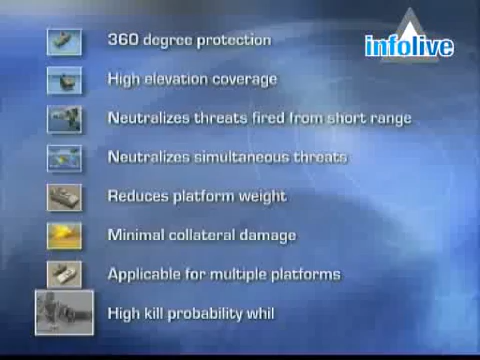 infolive
360 degree protection
High elevation coverage
Neutralizes threats fired from short range
Neutralizes simultaneous threats
Reduces platform weight
Minimal collateral damage
Applicable for multiple platforms
High kill probability whil